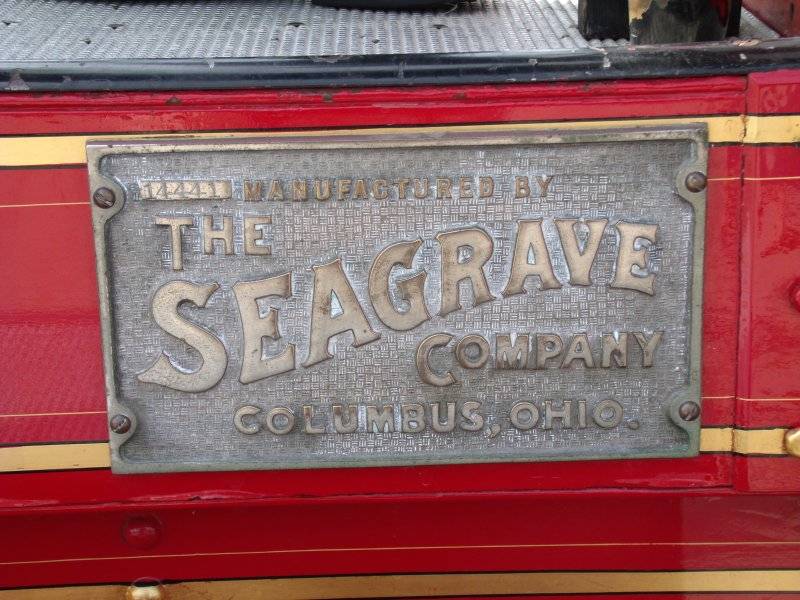 MANUFACTURED BY
THE
SEAGRAVE
COMPANY
COLUMBUS, OHIO.